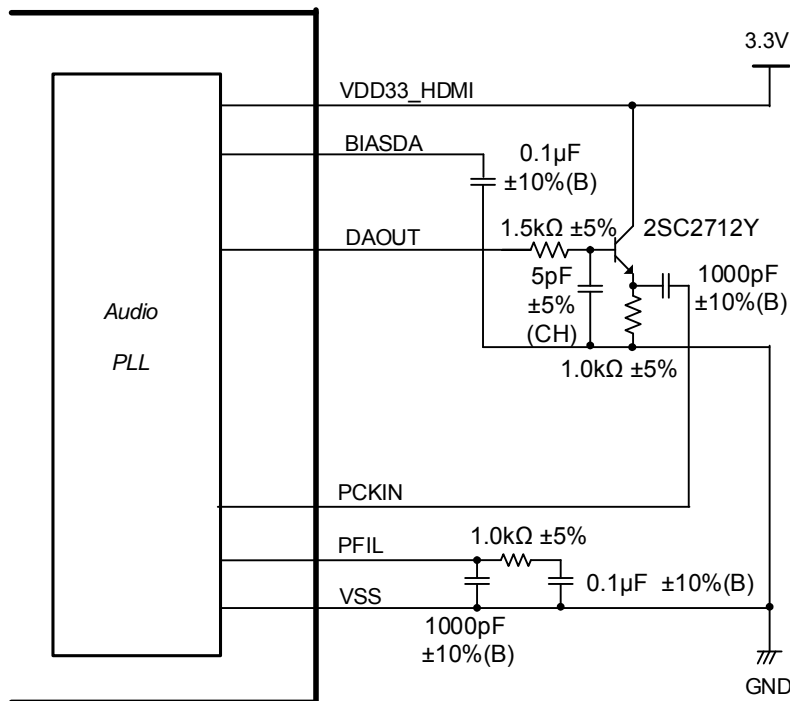 3.3V
VDD33_HDMI
BIASDA
0.1µF
±10%(B)
1.5kΩ ±5%
2SC2712Y
DAOUT
5pF
±5%
(CH)
1000pF
±10%(B)
Audio
PLL
1.0kΩ ±5%
PCKIN
1.0kΩ ±5%
PFIL
0.1µF ±10%(B)
VSS
1000pF
±10%(B)
GND